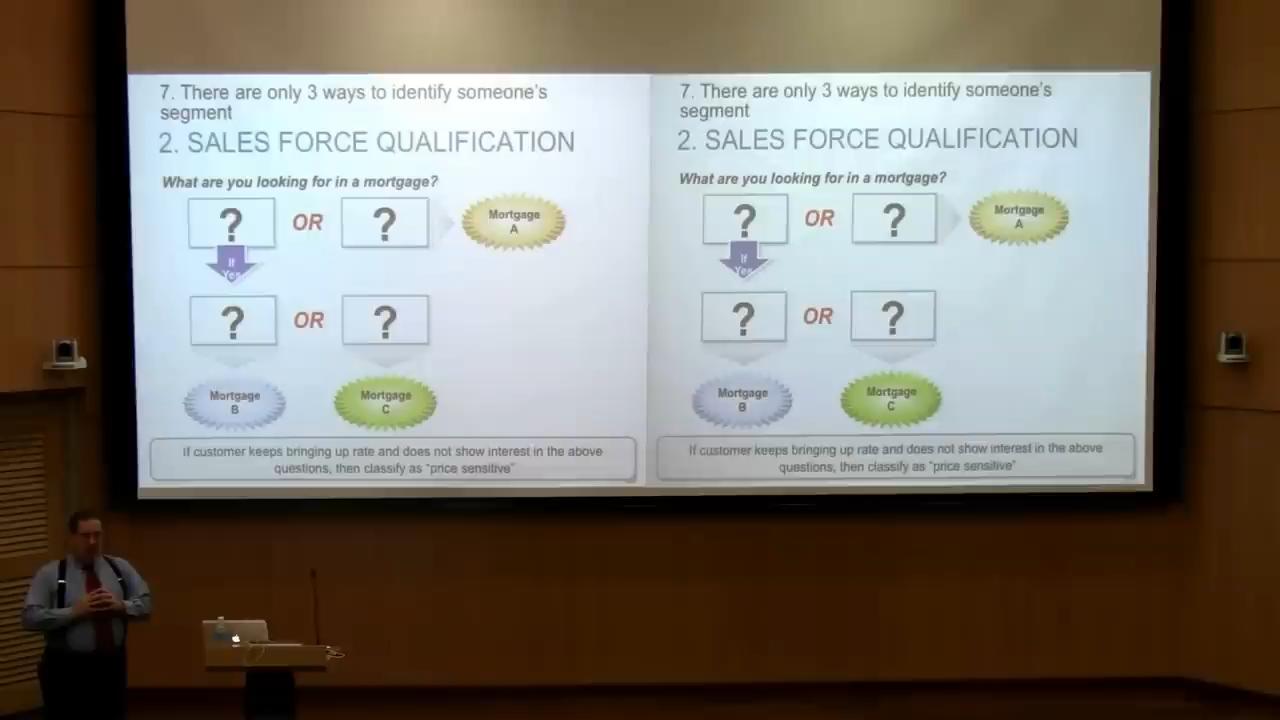 7. There are only 3 ways to identify someone's
segment
2. SALES FORCE QUALIFICATION
What are you looking for in a mortgage?
? OR ? Mortgage
A
If
Yes
? OR ?
Mortgage
B
Mortgage
C
If customer keeps bringing up rate and does not show interest in the above
questions, then classify as "price sensitive"
7. There are only 3 ways to identify someone's
segment
2. SALES FORCE QUALIFICATION
What are you looking for in a mortgage?
? OR ? Mortgage
A
If
Yes
? OR ?
Mortgage
B
Mortgage
C
If customer keeps bringing up rate and does not show interest in the above
questions, then classify as "price sensitive"